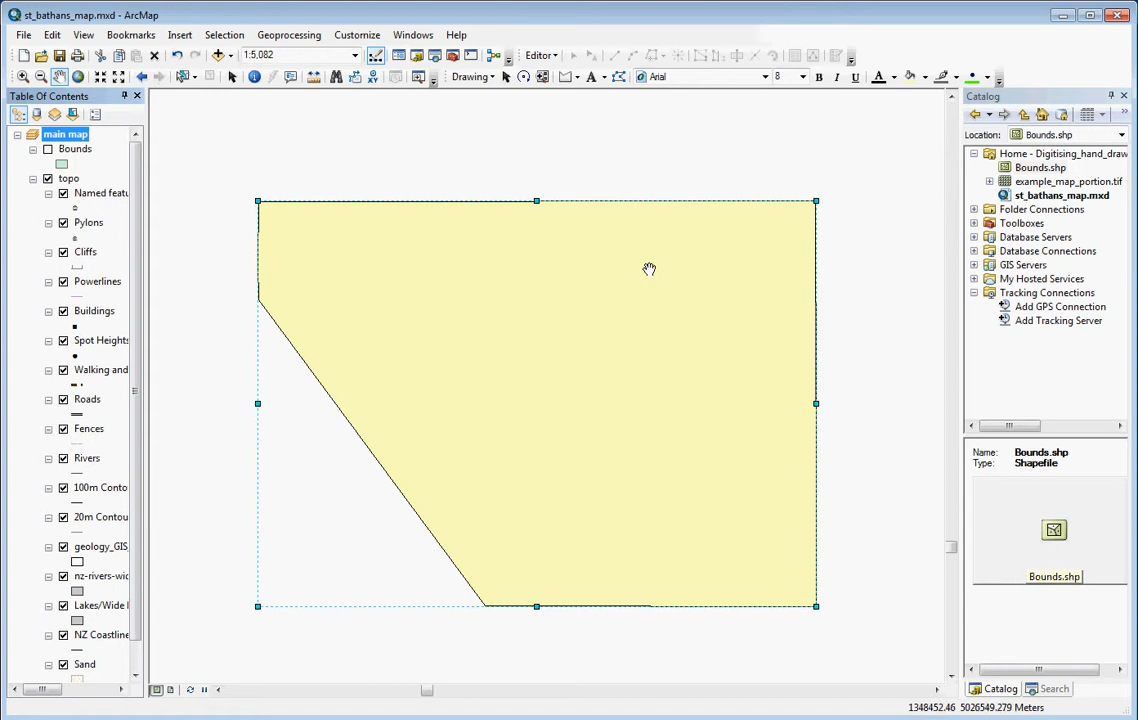 st_bathans_map.mxd - ArcMap
File Edit View Bookmarks Insert Selection Geoprocessing Customize Windows Help
1:5,082 Editor
Drawing Arial 8 B I U A
Table Of Contents
main map
Bounds
topo
Named featu
Pylons
Cliffs
Powerlines
Buildings
Spot Heights
Walking and
Roads
Fences
Rivers
100m Conto
20m Contou
geology_GIS_
nz-rivers-wid
Lakes/Wide I
NZ Coastline
Sand
Catalog
Location: Bounds.shp
Home - Digitising_hand_draw
Bounds.shp
example_map_portion.tif
st_bathans_map.mxd
Folder Connections
Toolboxes
Database Servers
Database Connections
GIS Servers
My Hosted Services
Tracking Connections
Add GPS Connection
Add Tracking Server
Name: Bounds.shp
Type: Shapefile
Bounds.shp
Catalog Search
1348452.46 5026549.279 Meters